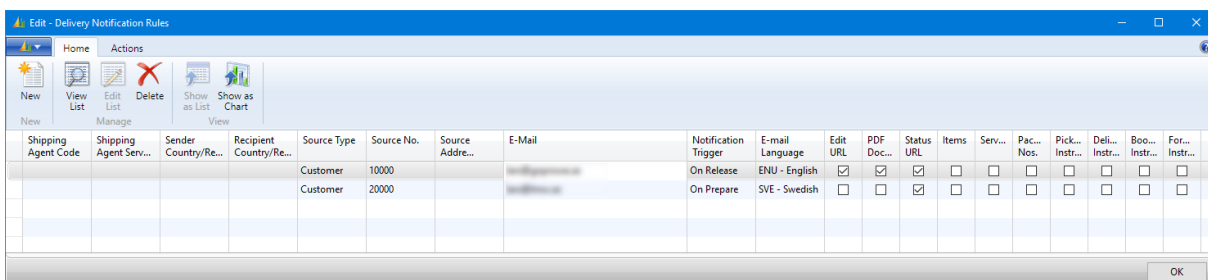 Edit - Delivery Notification Rules
Home Actions
New View List Edit List Delete Show as List Show as Chart
New Manage View
Shipping Agent Code Shipping Agent Serv... Sender Country/Re... Recipient Country/Re... Source Type Source No. Source Addre... E-Mail Notification Trigger E-mail Language Edit URL PDF Doc... Status URL Items Serv... Pac... Nos. Pick... Instr... Deli... Instr... Boo... Instr... For... Instr...
Customer 10000 On Release ENU - English
Customer 20000 On Prepare SVE - Swedish
OK